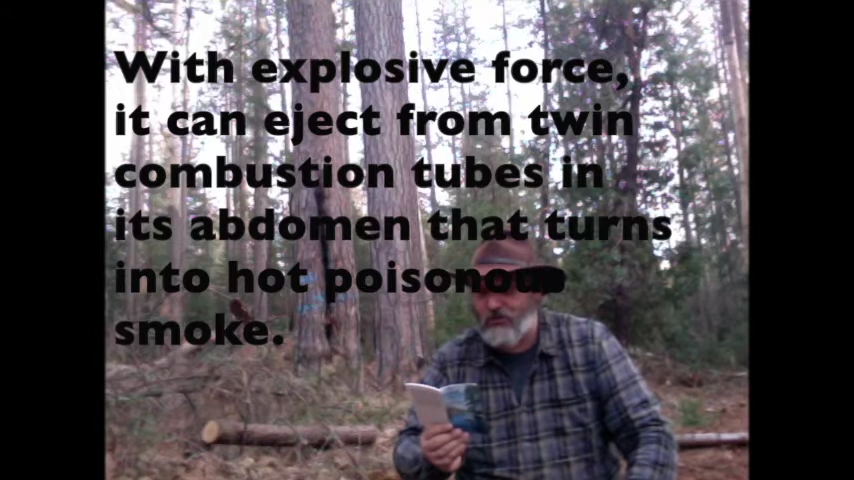 With explosive force,
it can eject from twin
combustion tubes in
its abdomen that turns
into hot poisonous
smoke.